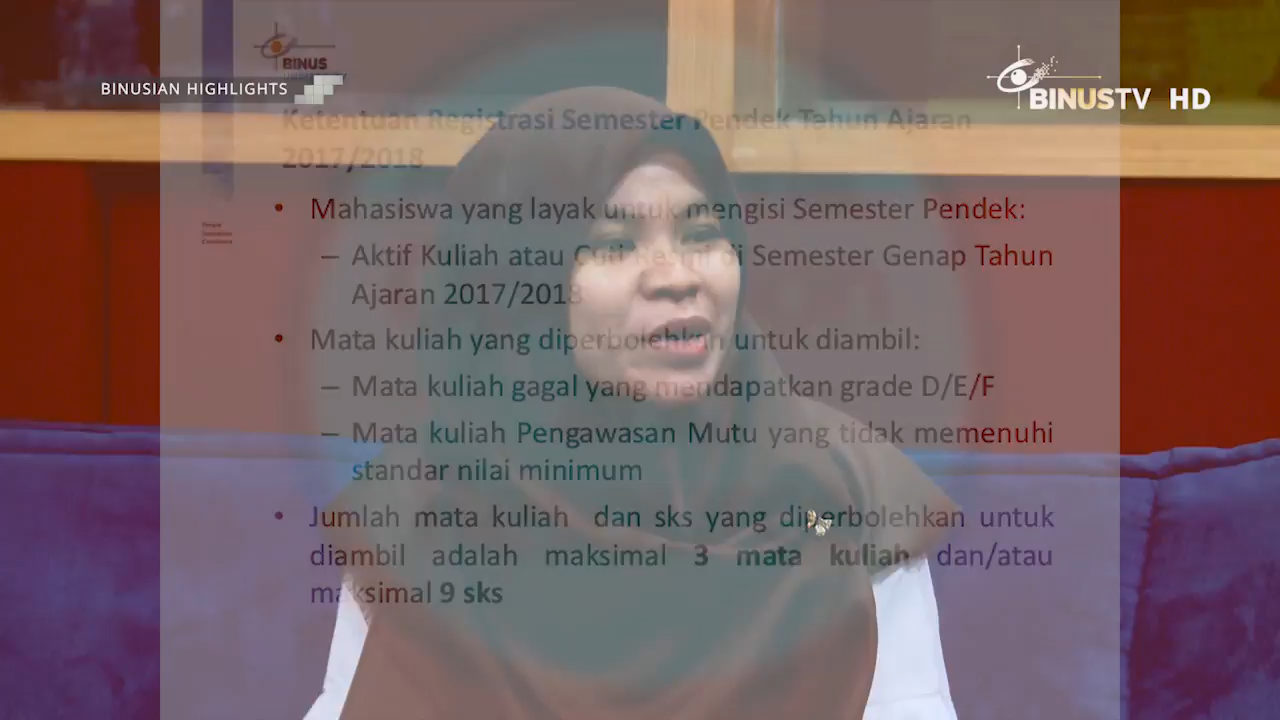 BINUS
BINUSIAN HIGHLIGHTS
BINUSTV HD
Ketentuan Registrasi Semester Pendek Tahun Ajaran
2017/2018
• Mahasiswa yang layak untuk mengisi Semester Pendek:
– Aktif Kuliah atau Cuti Resmi di Semester Genap Tahun
Ajaran 2017/2018
• Mata kuliah yang diperbolehkan untuk diambil:
– Mata kuliah gagal yang mendapatkan grade D/E/F
– Mata kuliah Pengawasan Mutu yang tidak memenuhi
standar nilai minimum
• Jumlah mata kuliah dan sks yang diperbolehkan untuk
diambil adalah maksimal 3 mata kuliah dan/atau
maksimal 9 sks